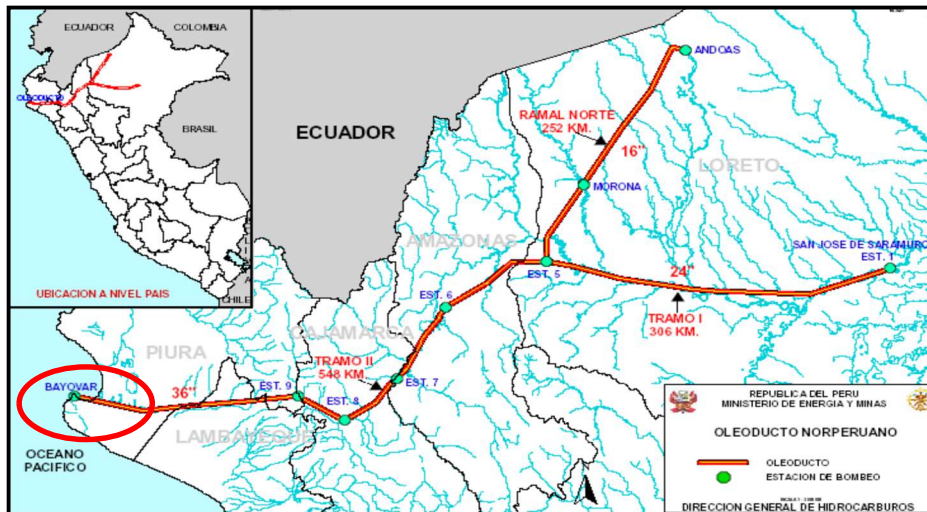 ECUADOR
COLOMBIA
OLEODUCTO
BRASIL
CHILE
UBICACION A NIVEL PAIS
ECUADOR
ANDOAS
RAMAL NORTE
252 KM.
16"
LORETO
MORONA
AMAZONAS
SAN JOSE DE SARAMURO
EST. 1
EST. 5
24"
EST. 6
TRAMO I
306 KM.
CAJAMARCA
PIURA
TRAMO II
548 KM.
BAYOVAR
36"
EST. 9
EST. 7
EST. 8
LAMBAYEQUE
OCEANO
PACIFICO
REPUBLICA DEL PERU
MINISTERIO DE ENERGIA Y MINAS
OLEODUCTO NORPERUANO
OLEODUCTO
ESTACION DE BOMBEO
DIRECCION GENERAL DE HIDROCARBUROS